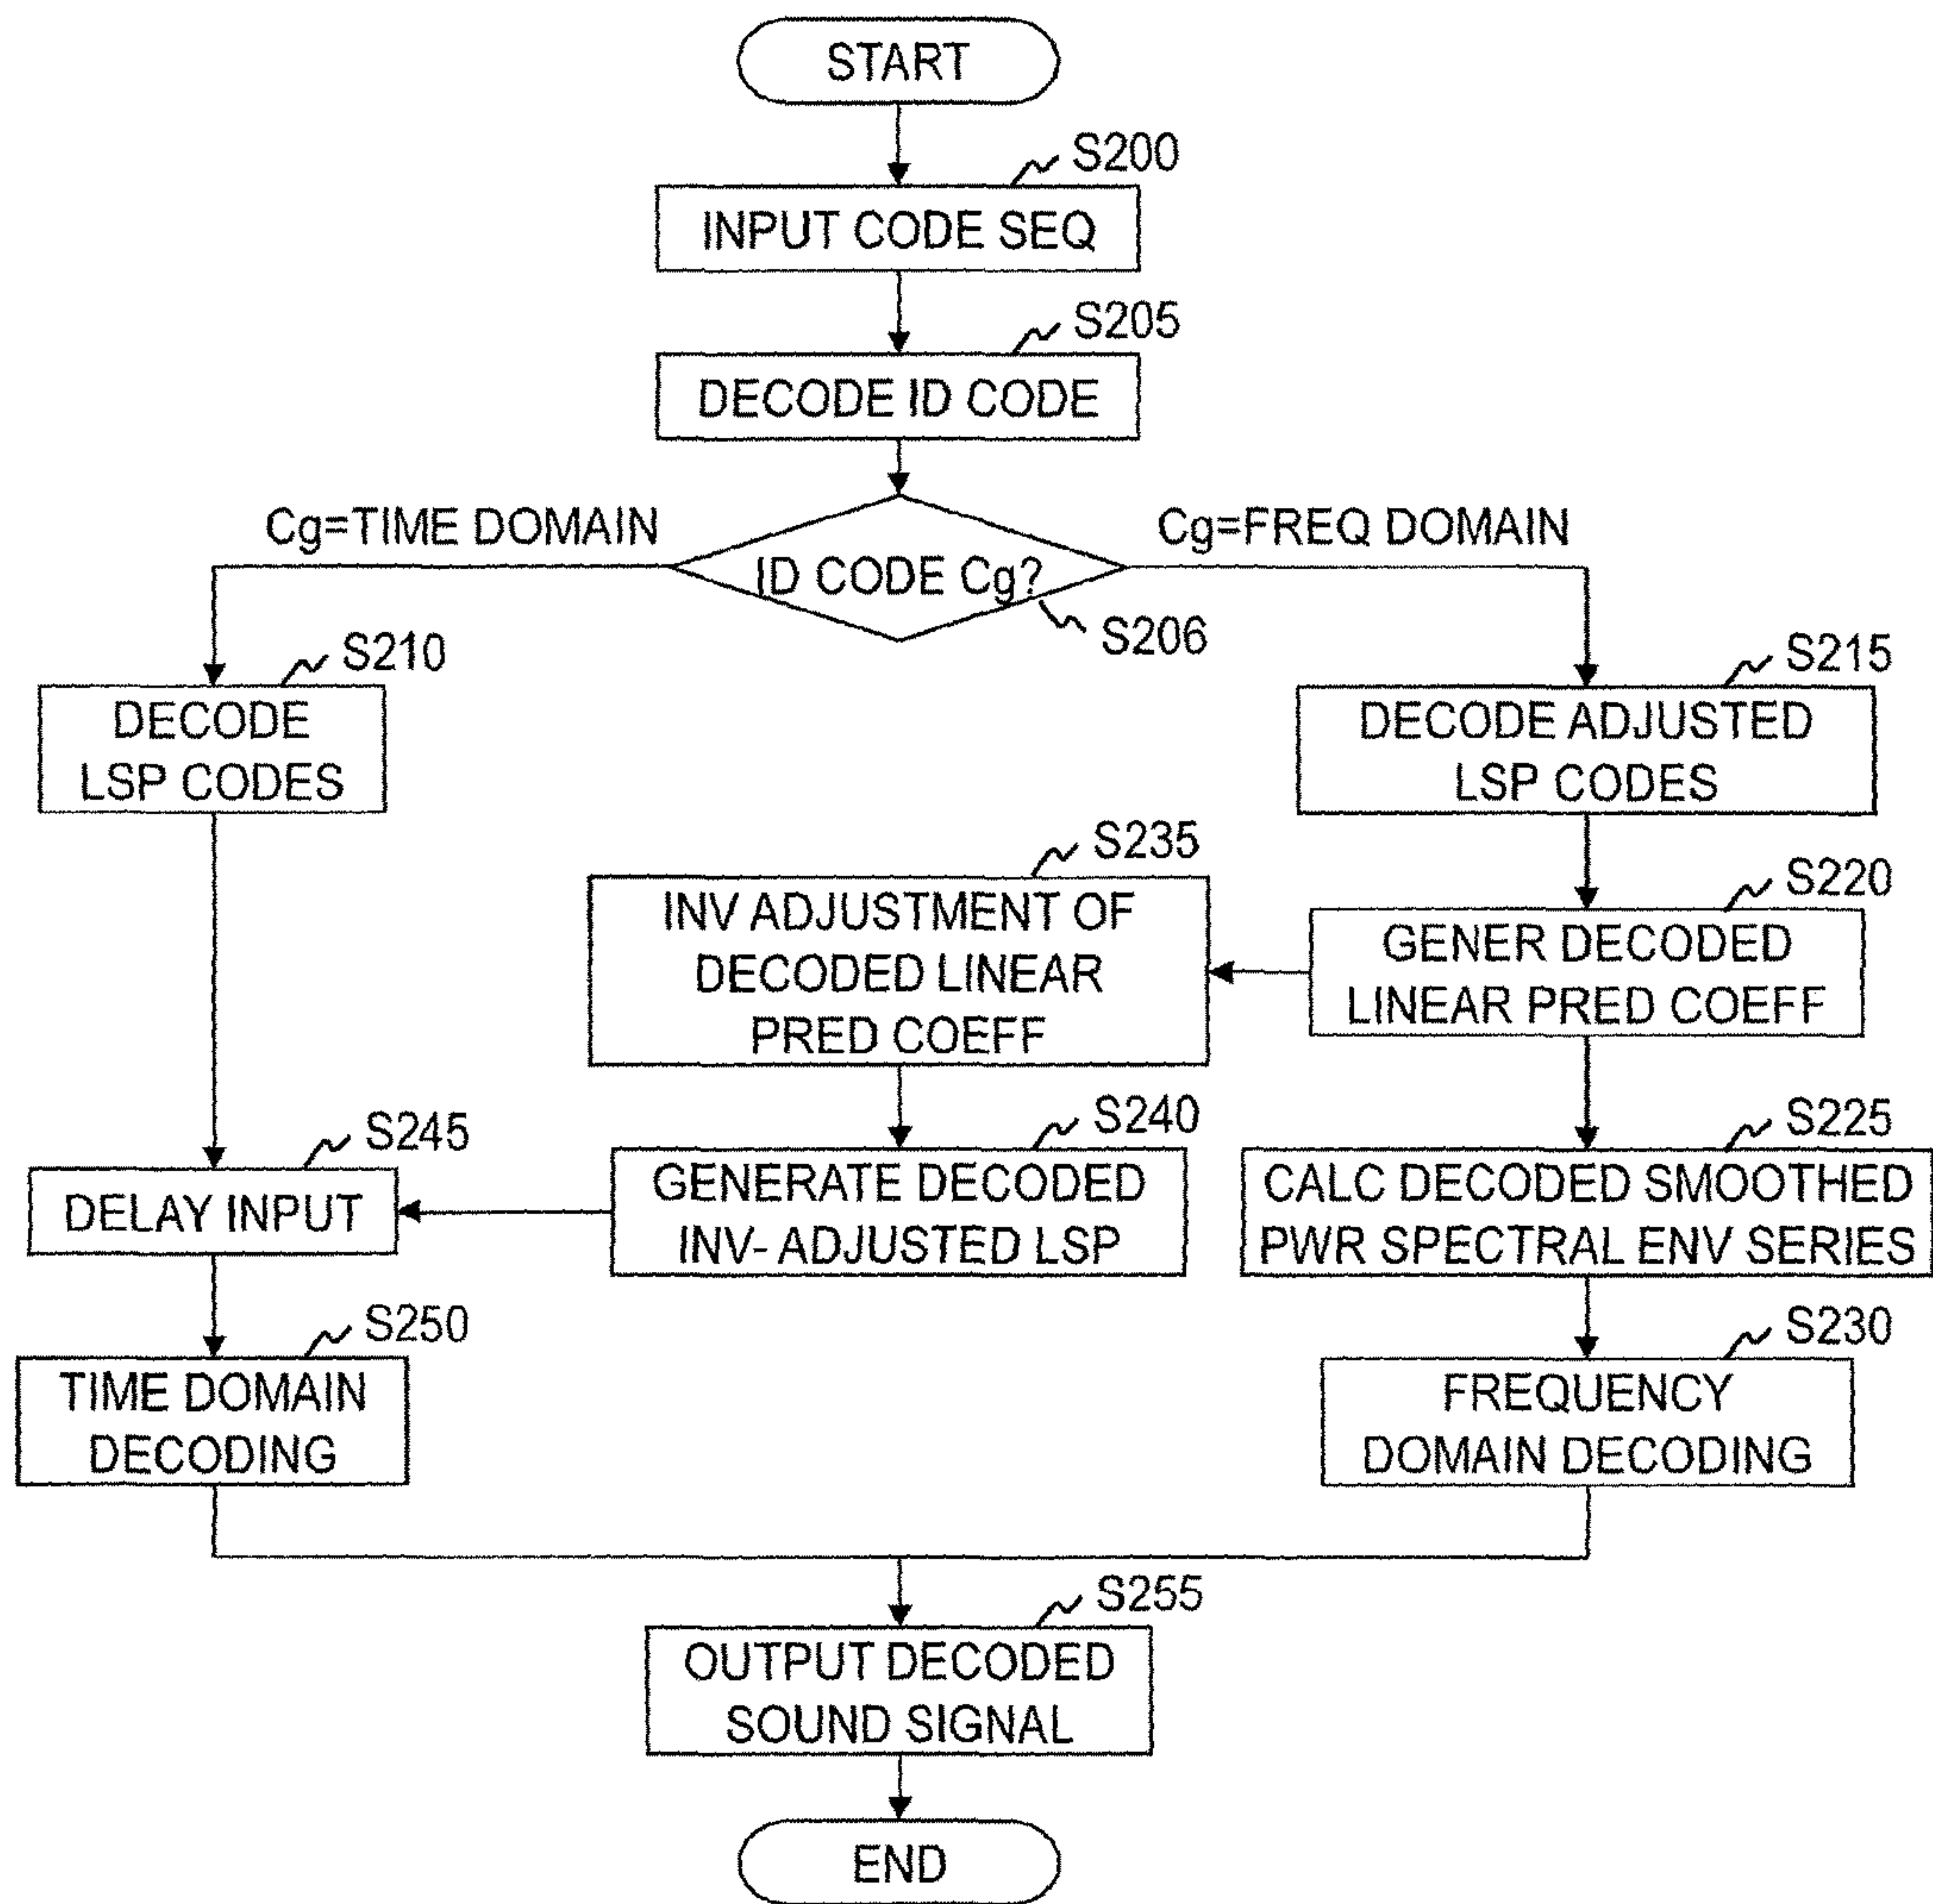 START
S200
INPUT CODE SEQ
S205
DECODE ID CODE
Cg=TIME DOMAIN
Cg=FREQ DOMAIN
ID CODE Cg?
S206
S210
DECODE
LSP CODES
S215
DECODE ADJUSTED
LSP CODES
S235
INV ADJUSTMENT OF
DECODED LINEAR
PRED COEFF
S220
GENER DECODED
LINEAR PRED COEFF
S245
DELAY INPUT
S240
GENERATE DECODED
INV- ADJUSTED LSP
S225
CALC DECODED SMOOTHED
PWR SPECTRAL ENV SERIES
S250
TIME DOMAIN
DECODING
S230
FREQUENCY
DOMAIN DECODING
S255
OUTPUT DECODED
SOUND SIGNAL
END